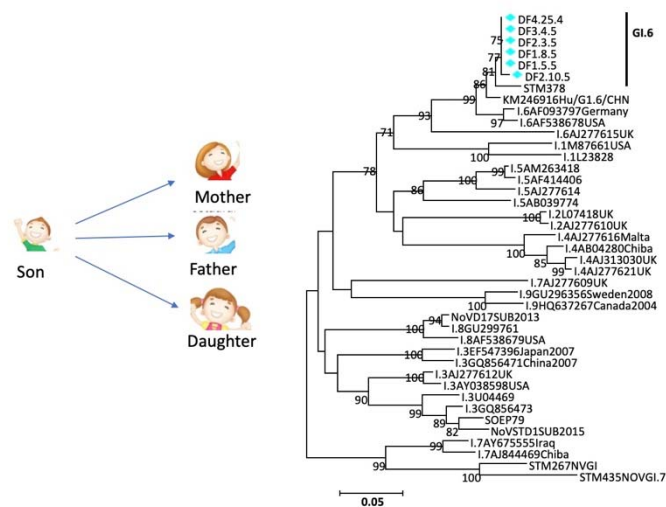 Son
Mother
Father
Daughter
DF4.25.4
DF3.4.5
DF2.3.5
DF1.8.5
DF1.5.5
DF2.10.5
GI.6
STM378
KM246916Hu/G1.6/CHN
I.6AF093797Germany
I.6AF538678USA
I.6AJ277615UK
I.1M87661USA
I.1L23828
I.5AM263418
I.5AF414406
I.5AJ277614
I.5AB039774
I.2L07418UK
I.2AJ277610UK
I.4AJ277616Malta
I.4AB04280Chiba
I.4AJ313030UK
I.4AJ277621UK
I.7AJ277609UK
I.9GU296356Sweden2008
I.9HQ637267Canada2004
NoVD17SUB2013
I.8GU299761
I.8AF538679USA
I.3EF547396Japan2007
I.3GQ856471China2007
I.3AJ277612UK
I.3AY038598USA
I.3U04469
I.3GQ856473
SOEP79
NoVSTD1SUB2015
I.7AY675555Iraq
I.7AJ844469Chiba
STM267NVGI
STM435NOVGI.7
75
77
81
86
99
97
93
71
100
78
99
100
86
100
100
85
99
100
94
100
100
100
90
99
89
82
99
99
100
0.05